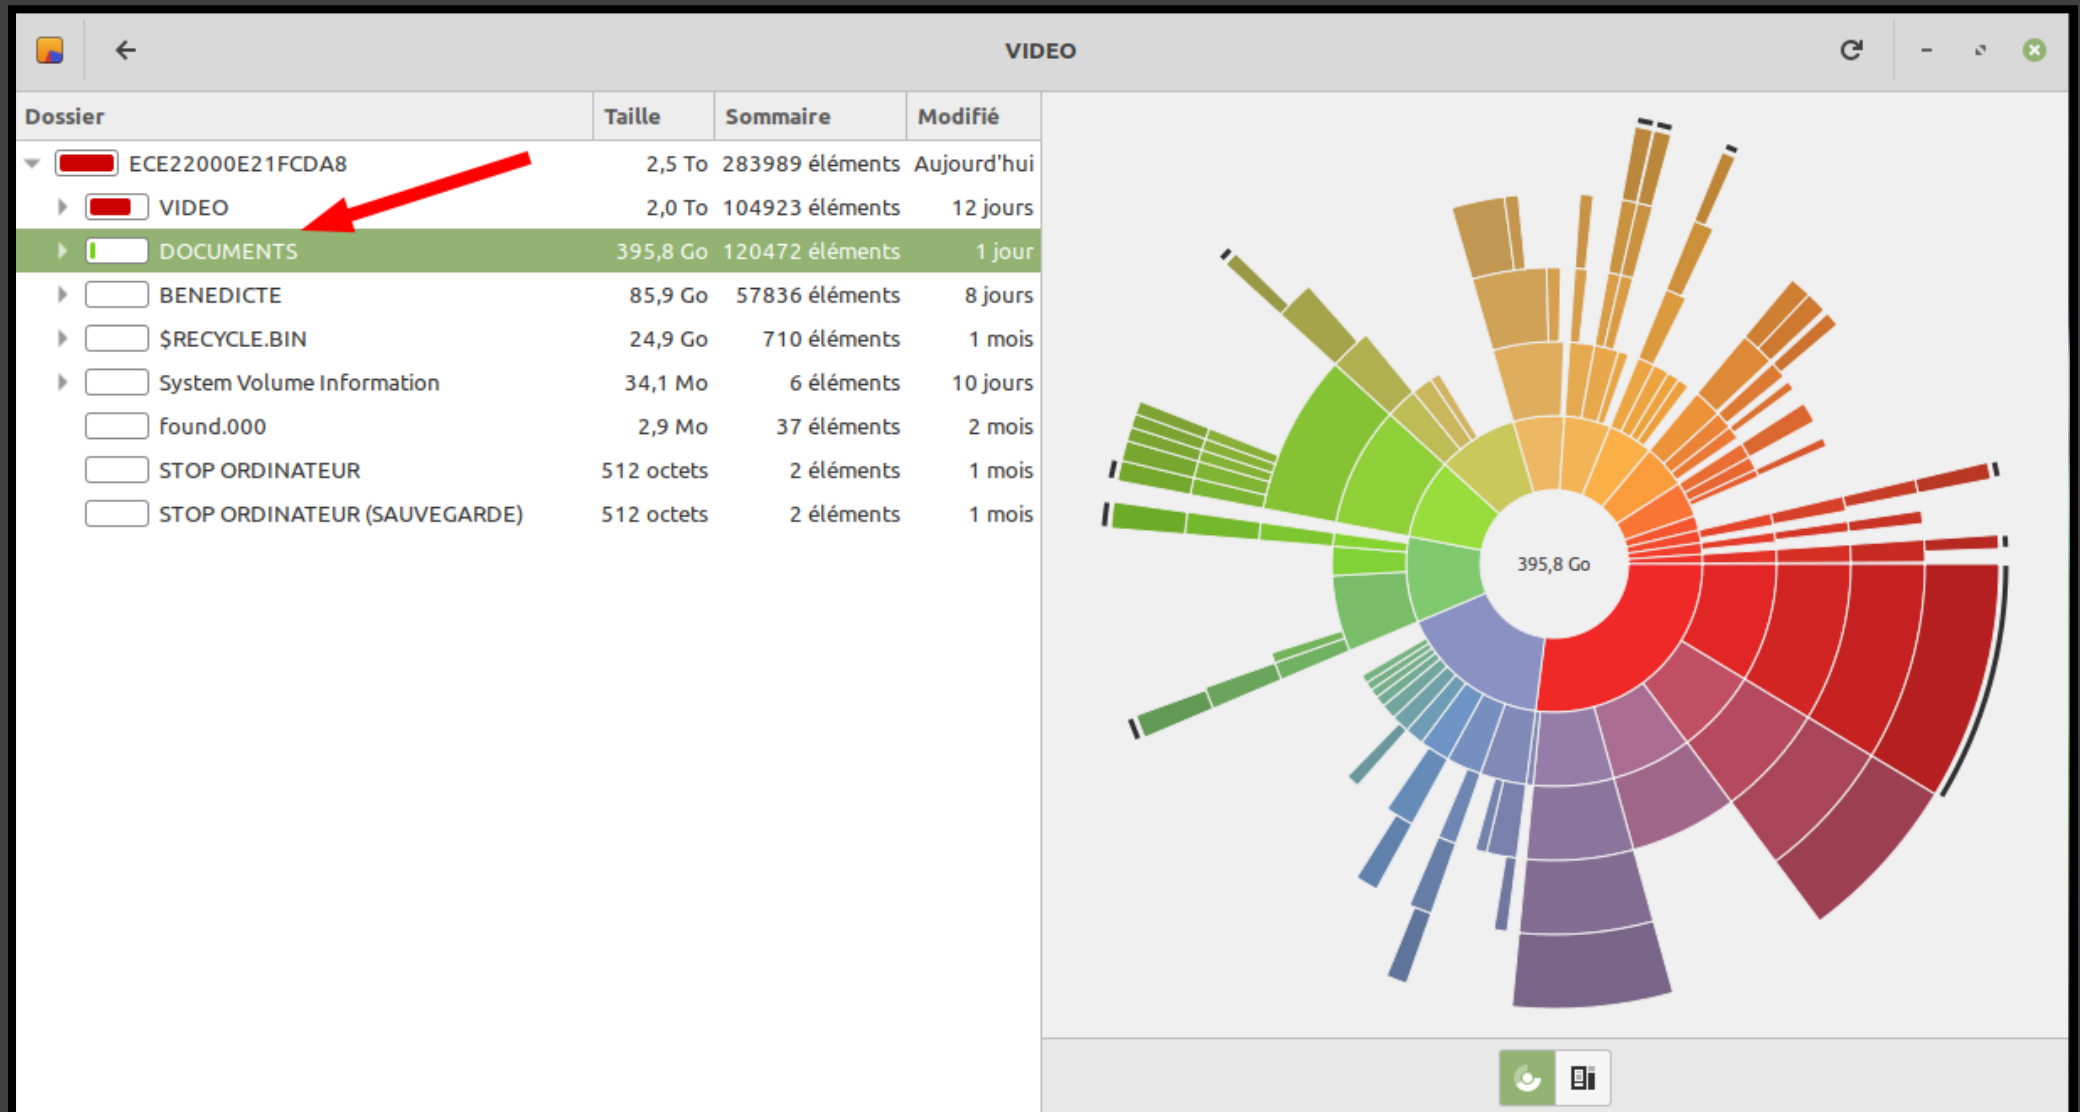 VIDEO
Dossier Taille Sommaire Modifié
ECE22000E21FCDA8 2,5 To 283989 éléments Aujourd'hui
VIDEO 2,0 To 104923 éléments 12 jours
DOCUMENTS 395,8 Go 120472 éléments 1 jour
BENEDICTE 85,9 Go 57836 éléments 8 jours
$RECYCLE.BIN 24,9 Go 710 éléments 1 mois
System Volume Information 34,1 Mo 6 éléments 10 jours
found.000 2,9 Mo 37 éléments 2 mois
STOP ORDINATEUR 512 octets 2 éléments 1 mois
STOP ORDINATEUR (SAUVEGARDE) 512 octets 2 éléments 1 mois
395,8 Go